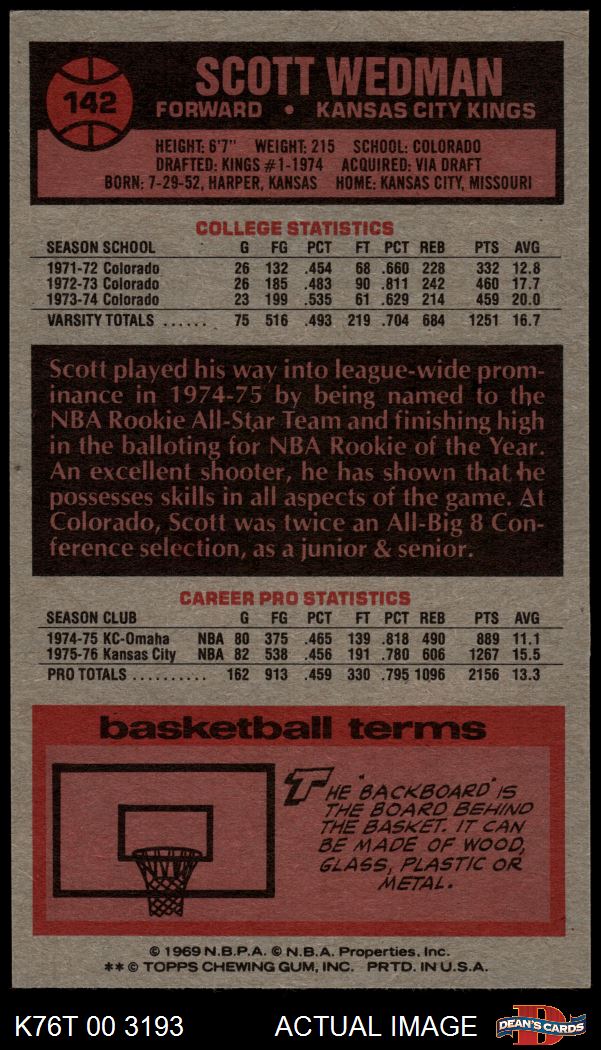 142
SCOTT WEDMAN
FORWARD • KANSAS CITY KINGS
HEIGHT: 6'7" WEIGHT: 215 SCHOOL: COLORADO
DRAFTED: KINGS #1-1974 ACQUIRED: VIA DRAFT
BORN: 7-29-52, HARPER, KANSAS HOME: KANSAS CITY, MISSOURI
COLLEGE STATISTICS
SEASON SCHOOL G FG PCT FT PCT REB PTS AVG
1971-72 Colorado 26 132 .454 68 .660 228 332 12.8
1972-73 Colorado 26 185 .483 90 .811 242 460 17.7
1973-74 Colorado 23 199 .535 61 .629 214 459 20.0
VARSITY TOTALS ...... 75 516 .493 219 .704 684 1251 16.7
Scott played his way into league-wide prom-
inance in 1974-75 by being named to the
NBA Rookie All-Star Team and finishing high
in the balloting for NBA Rookie of the Year.
An excellent shooter, he has shown that he
possesses skills in all aspects of the game. At
Colorado, Scott was twice an All-Big 8 Con-
ference selection, as a junior & senior.
CAREER PRO STATISTICS
SEASON CLUB G FG PCT FT PCT REB PTS AVG
1974-75 KC-Omaha NBA 80 375 .465 139 .818 490 889 11.1
1975-76 Kansas City NBA 82 538 .456 191 .780 606 1267 15.5
PRO TOTALS .......... 162 913 .459 330 .795 1096 2156 13.3
basketball terms
THE "BACKBOARD" IS
THE BOARD BEHIND
THE BASKET. IT CAN
BE MADE OF WOOD,
GLASS, PLASTIC OR
METAL.
© 1969 N.B.P.A. © N.B.A. Properties, Inc.
** © TOPPS CHEWING GUM, INC. PRTD. IN U.S.A.
K76T 00 3193 ACTUAL IMAGE
D
DEAN'S CARDS